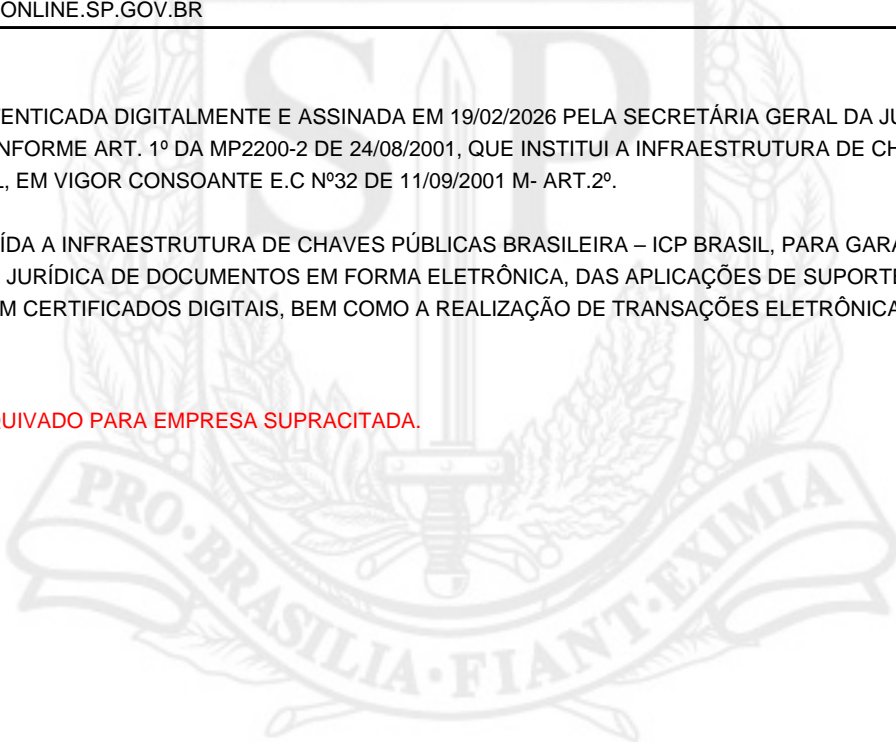 ONLINE.SP.GOV.BR
ENTICADA DIGITALMENTE E ASSINADA EM 19/02/2026 PELA SECRETÁRIA GERAL DA JU
NFORME ART. 1º DA MP2200-2 DE 24/08/2001, QUE INSTITUI A INFRAESTRUTURA DE CH
L, EM VIGOR CONSOANTE E.C Nº32 DE 11/09/2001 M- ART.2º.
ÍDA A INFRAESTRUTURA DE CHAVES PÚBLICAS BRASILEIRA – ICP BRASIL, PARA GARA
JURÍDICA DE DOCUMENTOS EM FORMA ELETRÔNICA, DAS APLICAÇÕES DE SUPORTE
M CERTIFICADOS DIGITAIS, BEM COMO A REALIZAÇÃO DE TRANSAÇÕES ELETRÔNICA
QUIVADO PARA EMPRESA SUPRACITADA.
SP
PRO·BRASILIA·FIANT·EXIMIA